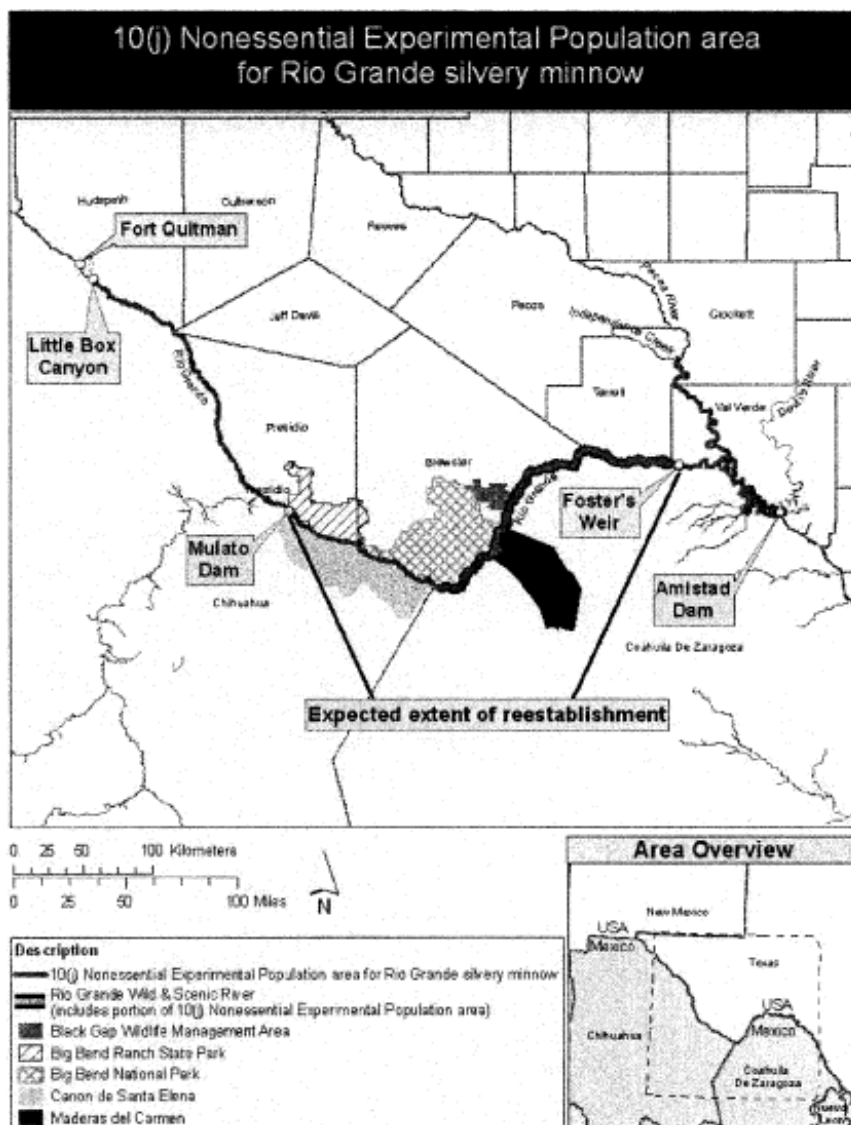 10(j) Nonessential Experimental Population area
for Rio Grande silvery minnow
Hudspeth
Culberson
Reeves
Fort Quitman
Jeff Davis
Pecos
Pecos River
Independence Creek
Crockett
Little Box
Canyon
Rio Grande
Terrell
Val Verde
Devil's River
Presidio
Brewster
Presidio
Rio Grande
Foster's
Weir
Mulato
Dam
Chihuahua
Amistad
Dam
Coahuila De Zaragoza
Expected extent of reestablishment
0 25 50 100 Kilometers
0 25 50 100 Miles
N
Area Overview
New Mexico
USA
Mexico
Texas
USA
Mexico
Chihuahua
Coahuila
De Zaragoza
Nuevo
Leon
Description
10(j) Nonessential Experimental Population area for Rio Grande silvery minnow
Rio Grande Wild & Scenic River
(includes portion of 10(j) Nonessential Experimental Population area)
Black Gap Wildlife Management Area
Big Bend Ranch State Park
Big Bend National Park
Canon de Santa Elena
Maderas del Carmen